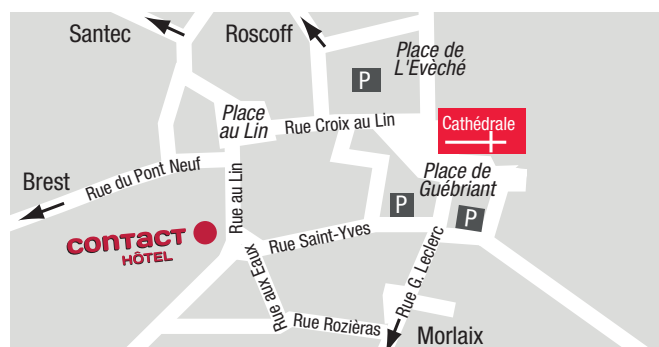 Santec
Roscoff
Place de
L'Evèché
P
Place
au Lin
Rue Croix au Lin
Cathédrale
Brest
Rue du Pont Neuf
Rue au Lin
Place de
Guébriant
P
P
CONTACT
HÔTEL
Rue Saint-Yves
Rue aux Eaux
Rue G. Leclerc
Rue Rozièras
Morlaix